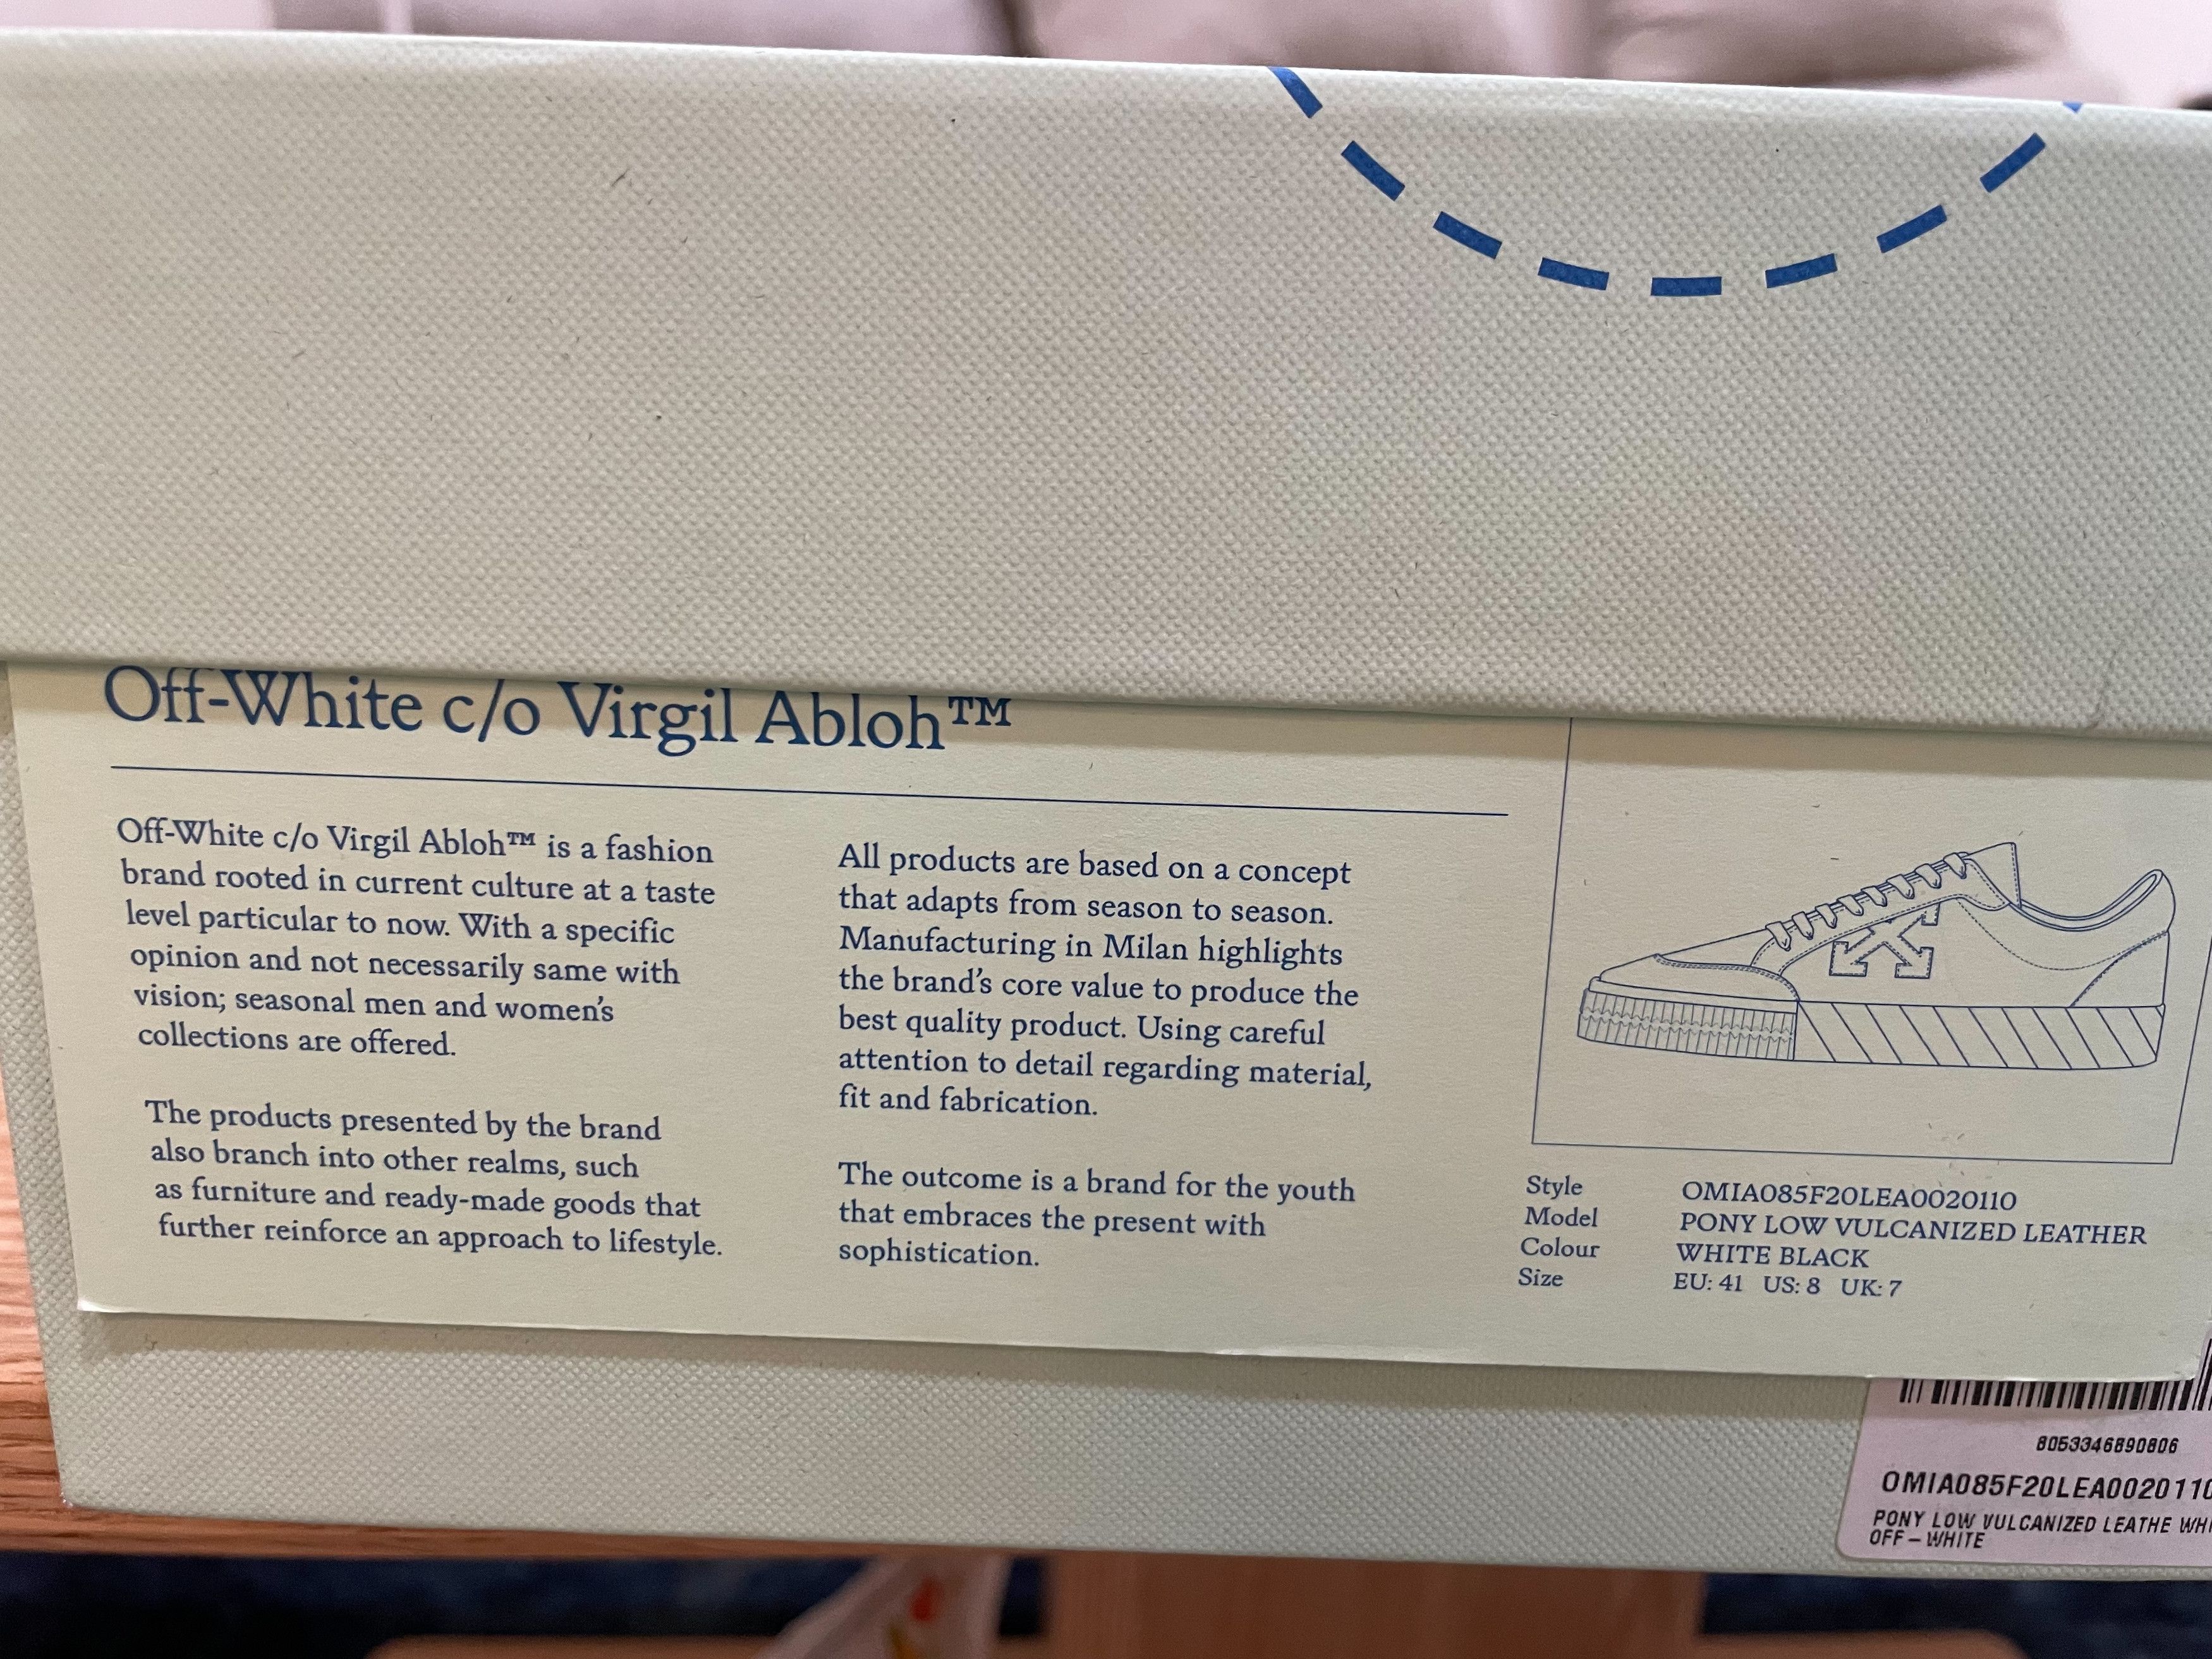 Off-White c/o Virgil Abloh™
Off-White c/o Virgil Abloh™ is a fashion
brand rooted in current culture at a taste
level particular to now. With a specific
opinion and not necessarily same with
vision; seasonal men and women's
collections are offered.
The products presented by the brand
also branch into other realms, such
as furniture and ready-made goods that
further reinforce an approach to lifestyle.
All products are based on a concept
that adapts from season to season.
Manufacturing in Milan highlights
the brand's core value to produce the
best quality product. Using careful
attention to detail regarding material,
fit and fabrication.
The outcome is a brand for the youth
that embraces the present with
sophistication.
Style OMIA085F20LEA0020110
Model PONY LOW VULCANIZED LEATHER
Colour WHITE BLACK
Size EU: 41 US: 8 UK: 7
8053346890806
OMIA085F20LEA0020110
PONY LOW VULCANIZED LEATHE WHI
OFF-WHITE